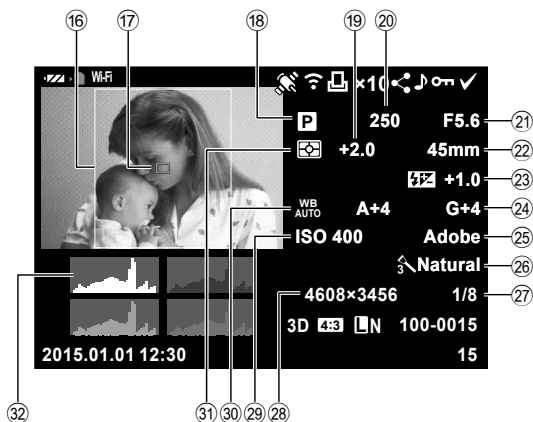 ⑯ ⑰ ⑱ ⑲ ⑳
Wi-Fi ×10
P 250 F5.6 ㉑
+2.0 45mm ㉒
+1.0 ㉓
WB AUTO A+4 G+4 ㉔
ISO 400 Adobe ㉕
3 Natural ㉖
4608×3456 1/8 ㉗
3D 4:3 LN 100-0015
2015.01.01 12:30 15
㉜ ㉛ ㉚ ㉙ ㉘